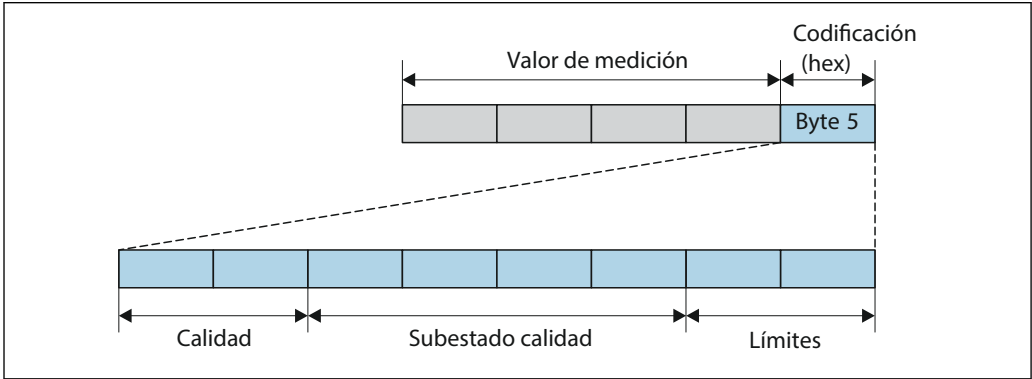 Codificación
Valor de medición
(hex)
Byte 5
Calidad
Subestado calidad
Límites